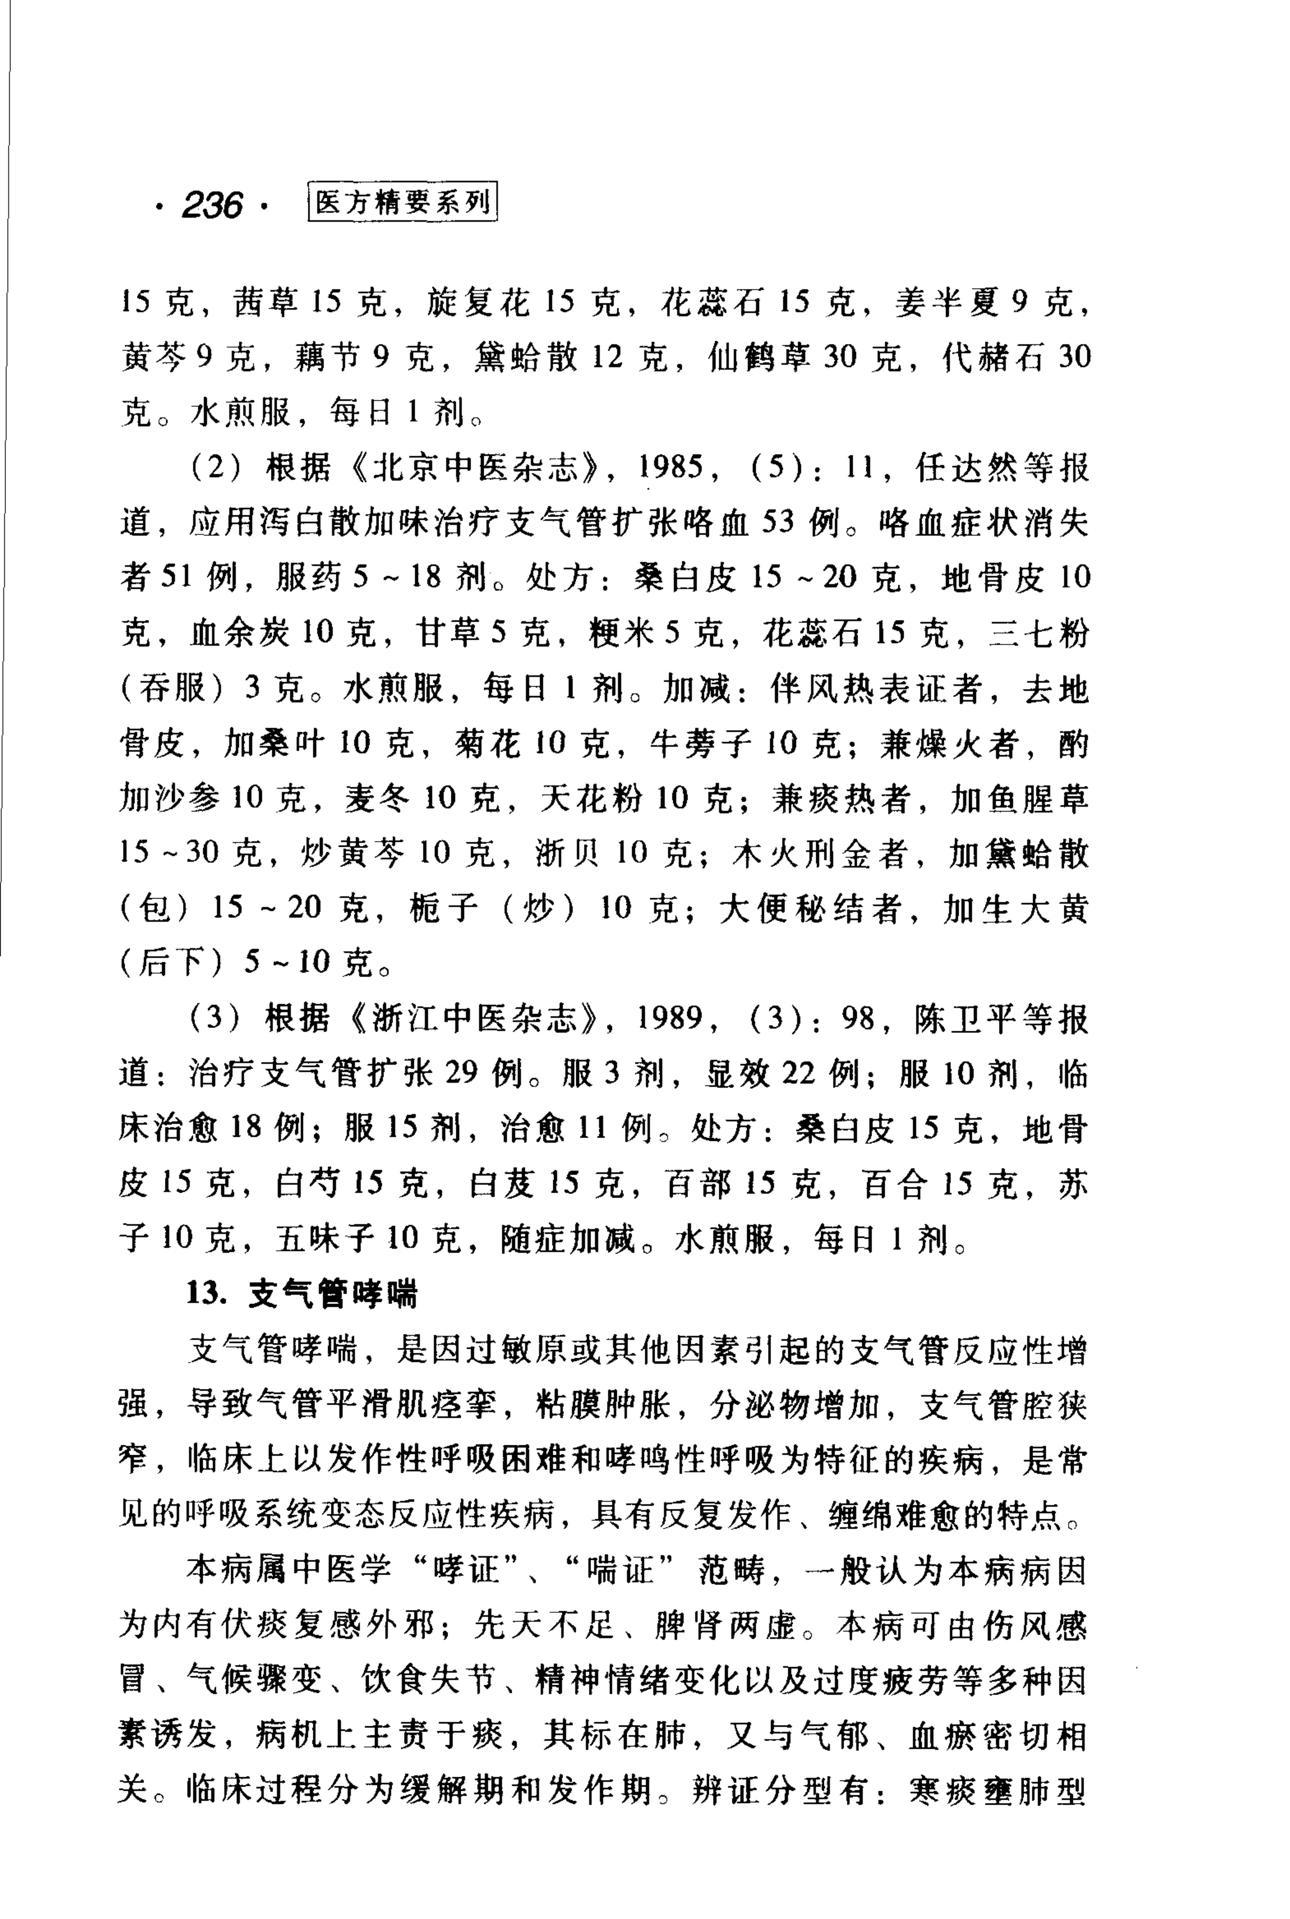 ·236· 医方精要系列
15 克，茜草 15 克，旋复花 15 克，花蕊石 15 克，姜半夏 9 克，
黄芩 9 克，藕节 9 克，黛蛤散 12 克，仙鹤草 30 克，代赭石 30
克。水煎服，每日 1 剂。
（2）根据《北京中医杂志》，1985，（5）：11，任达然等报
道，应用泻白散加味治疗支气管扩张咯血 53 例。咯血症状消失
者 51 例，服药 5～18 剂。处方：桑白皮 15～20 克，地骨皮 10
克，血余炭 10 克，甘草 5 克，粳米 5 克，花蕊石 15 克，三七粉
（吞服）3 克。水煎服，每日 1 剂。加减：伴风热表证者，去地
骨皮，加桑叶 10 克，菊花 10 克，牛蒡子 10 克；兼燥火者，酌
加沙参 10 克，麦冬 10 克，天花粉 10 克；兼痰热者，加鱼腥草
15～30 克，炒黄芩 10 克，浙贝 10 克；木火刑金者，加黛蛤散
（包）15～20 克，栀子（炒）10 克；大便秘结者，加生大黄
（后下）5～10 克。
（3）根据《浙江中医杂志》，1989，（3）：98，陈卫平等报
道：治疗支气管扩张 29 例。服 3 剂，显效 22 例；服 10 剂，临
床治愈 18 例；服 15 剂，治愈 11 例。处方：桑白皮 15 克，地骨
皮 15 克，白芍 15 克，白芨 15 克，百部 15 克，百合 15 克，苏
子 10 克，五味子 10 克，随症加减。水煎服，每日 1 剂。
13. 支气管哮喘
支气管哮喘，是因过敏原或其他因素引起的支气管反应性增
强，导致气管平滑肌痉挛，粘膜肿胀，分泌物增加，支气管腔狭
窄，临床上以发作性呼吸困难和哮鸣性呼吸为特征的疾病，是常
见的呼吸系统变态反应性疾病，具有反复发作、缠绵难愈的特点。
本病属中医学“哮证”、“喘证”范畴，一般认为本病病因
为内有伏痰复感外邪；先天不足、脾肾两虚。本病可由伤风感
冒、气候骤变、饮食失节、精神情绪变化以及过度疲劳等多种因
素诱发，病机上主责于痰，其标在肺，又与气郁、血瘀密切相
关。临床过程分为缓解期和发作期。辨证分型有：寒痰壅肺型